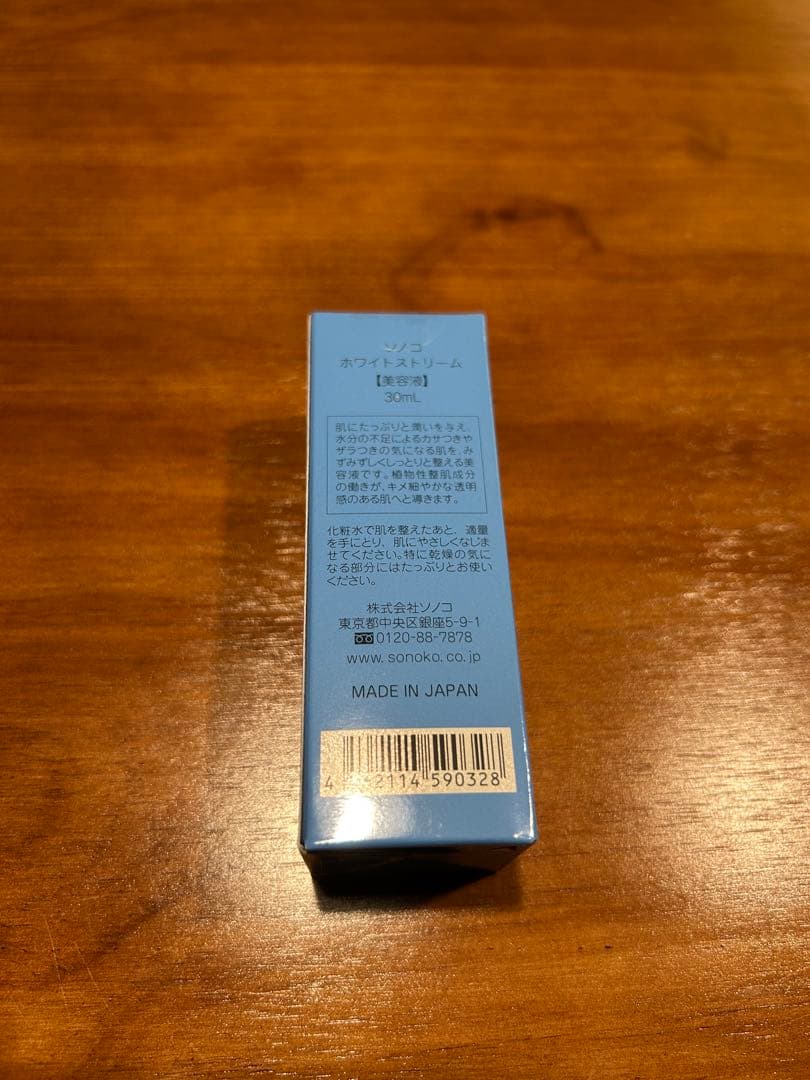 ソノコ
ホワイトストリーム
【美容液】
30mL
肌にたっぷりと潤いを与え、
水分の不足によるカサつきや
ザラつきの気になる肌を、み
ずみずしくしっとりと整える美
容液です。植物性整肌成分
の働きが、キメ細やかな透明
感のある肌へと導きます。
化粧水で肌を整えたあと、適量
を手にとり、肌にやさしくなじま
せてください。特に乾燥の気に
なる部分にはたっぷりとお使い
ください。
株式会社ソノコ
東京都中央区銀座5-9-1
0120-88-7878
www.sonoko.co.jp
MADE IN JAPAN
2114 590328